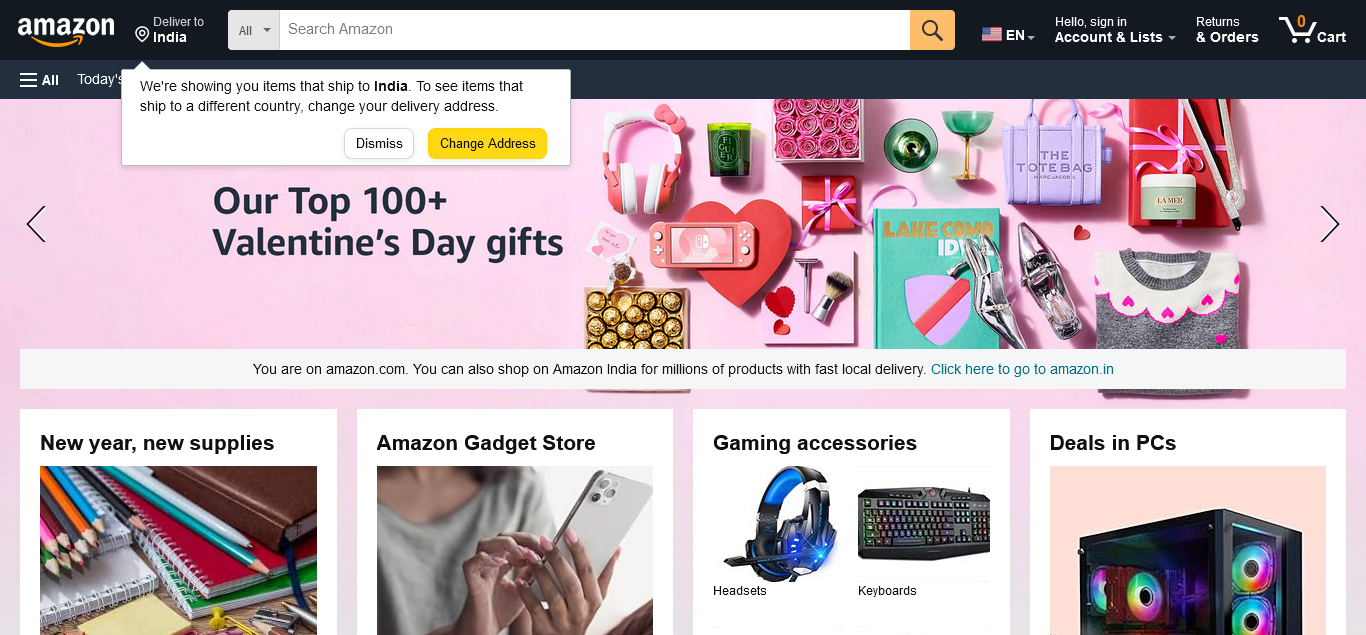 amazon
Deliver to
India
All
Search Amazon
EN
Hello, sign in
Account & Lists
Returns
& Orders
0
Cart
All
Today's
We're showing you items that ship to India. To see items that
ship to a different country, change your delivery address.
Dismiss
Change Address
Our Top 100+
Valentine's Day gifts
FIGUIER
THE
TOTE BAG
MARC JACOBS
LA MER
LAKE COMO
IDYLL
You are on amazon.com. You can also shop on Amazon India for millions of products with fast local delivery. Click here to go to amazon.in
New year, new supplies
Amazon Gadget Store
Gaming accessories
Deals in PCs
Headsets
Keyboards